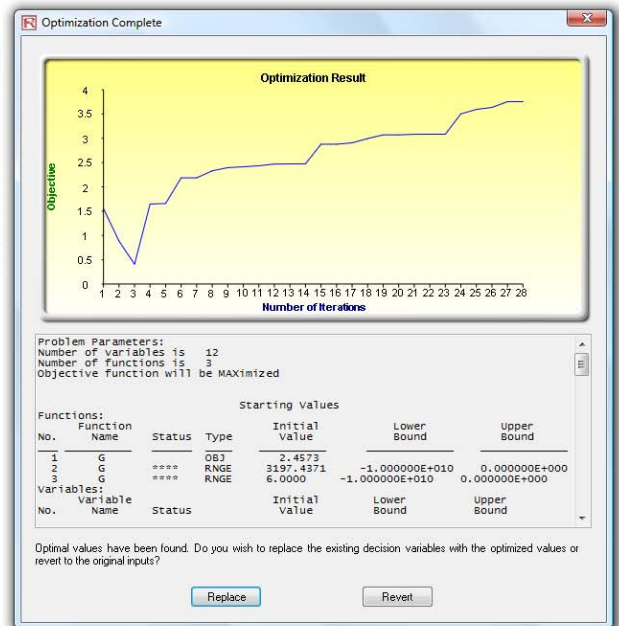 Optimization Complete
Optimization Result
Objective
4
3.5
3
2.5
2
1.5
1
0.5
0
1 2 3 4 5 6 7 8 9 10 11 12 13 14 15 16 17 18 19 20 21 22 23 24 25 26 27 28
Number of Iterations
Problem Parameters:
Number of variables is 12
Number of functions is 3
Objective function will be MAXimized
Starting Values
Functions:
Function Initial Lower Upper
No. Name Status Type Value Bound Bound
1 G OBJ 2.4573
2 G **** RNGE 3197.4371 -1.000000E+010 0.000000E+000
3 G **** RNGE 6.0000 -1.000000E+010 0.000000E+000
Variables:
Variable Initial Lower Upper
No. Name Status Value Bound Bound
Optimal values have been found. Do you wish to replace the existing decision variables with the optimized values or
revert to the original inputs?
Replace Revert